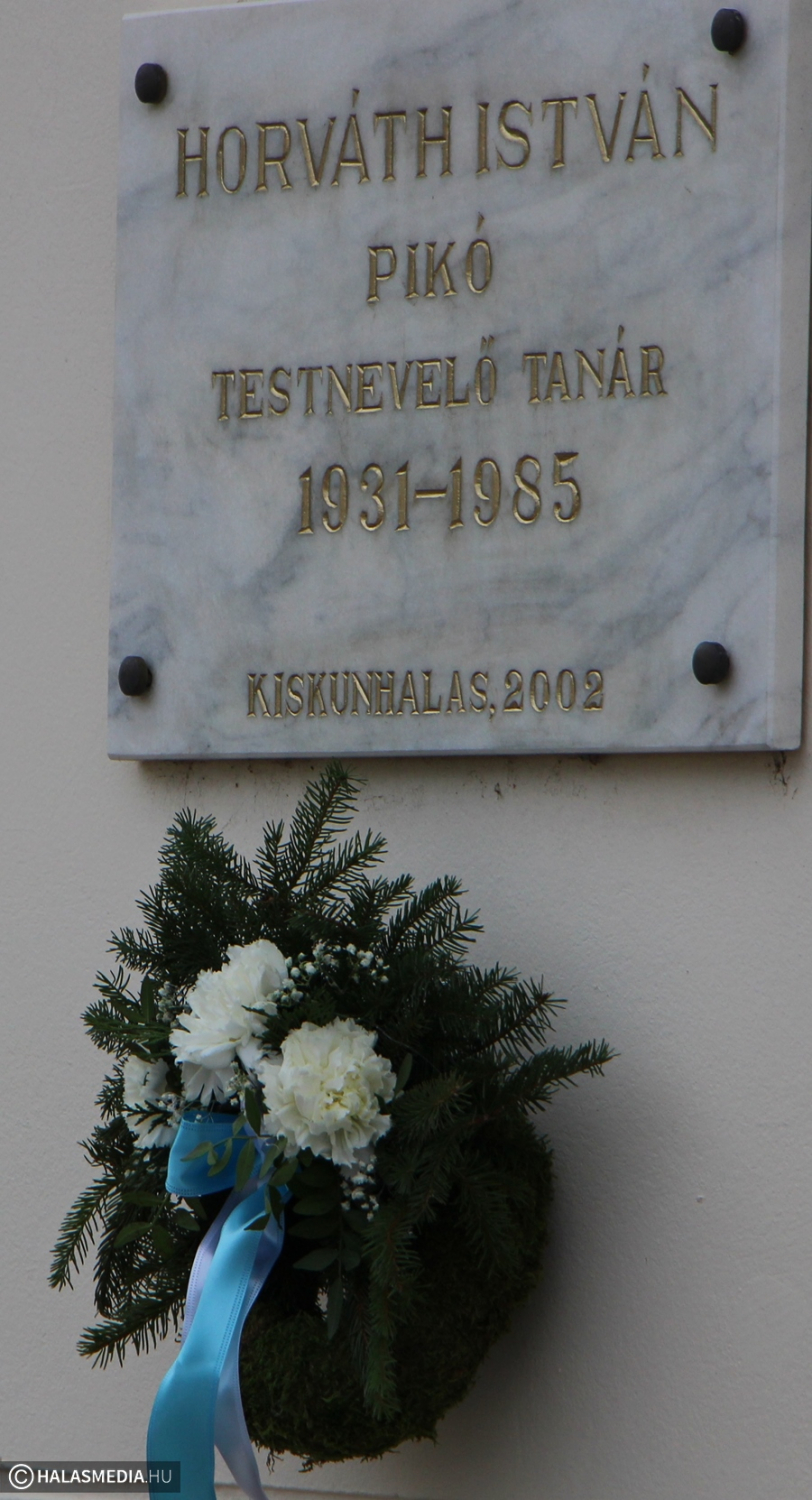 HORVÁTH ISTVÁN
PIKÓ
TESTNEVELŐ TANÁR
1931–1985
KISKUNHALAS, 2002
© HALASMEDIA.HU